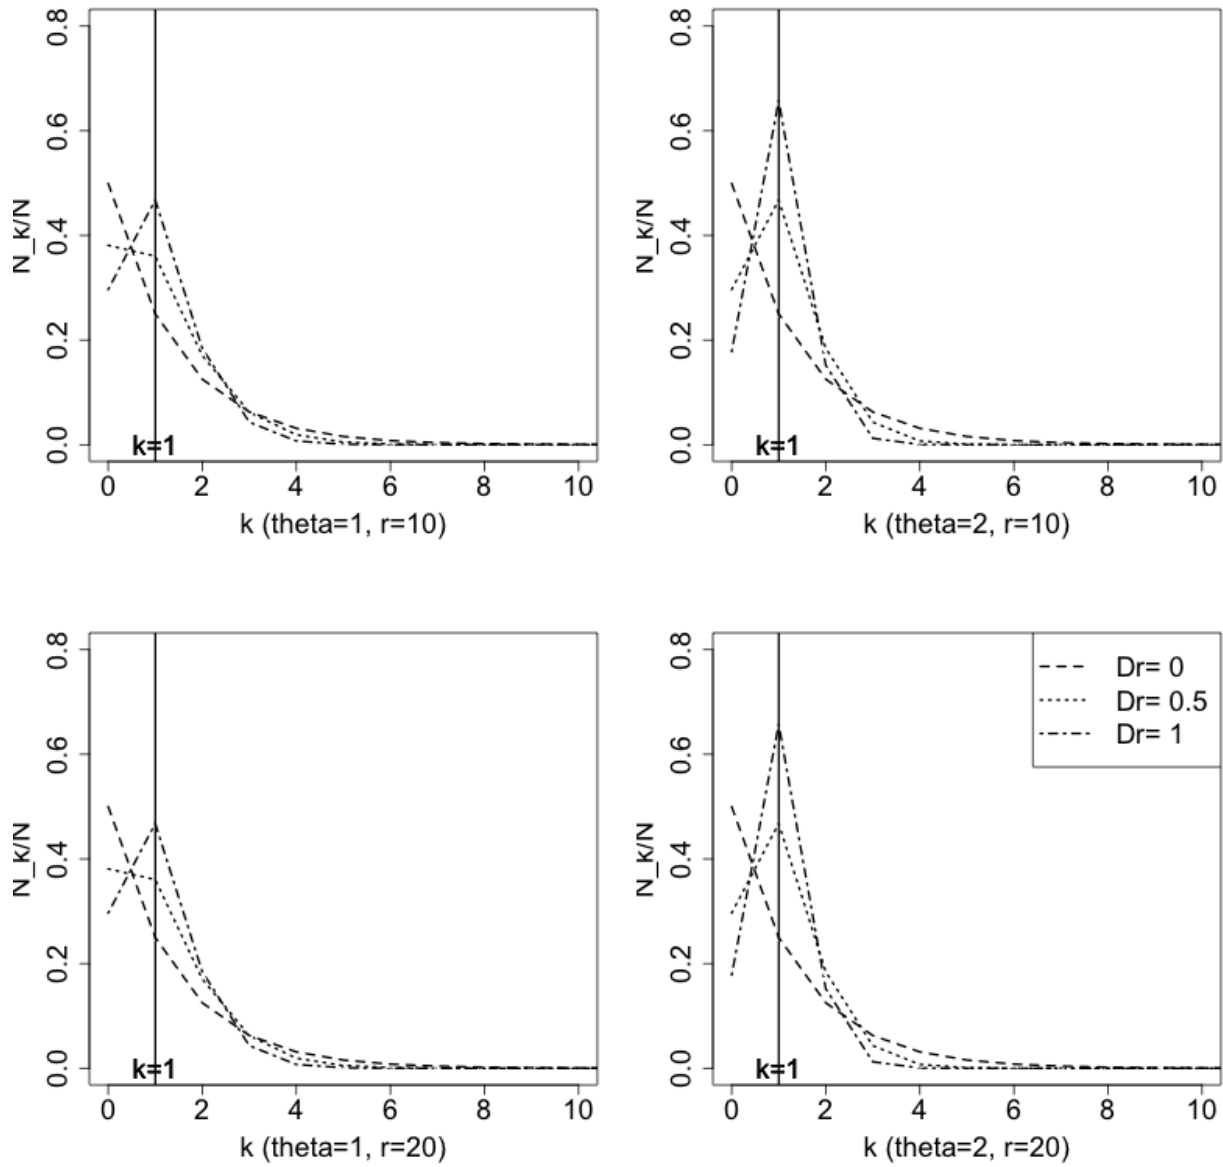 0.8
0.6
0.4
0.2
0.0
N_k/N
k=1
0 2 4 6 8 10
k (theta=1, r=10)
0.8
0.6
0.4
0.2
0.0
N_k/N
k=1
0 2 4 6 8 10
k (theta=2, r=10)
0.8
0.6
0.4
0.2
0.0
N_k/N
k=1
0 2 4 6 8 10
k (theta=1, r=20)
0.8
0.6
0.4
0.2
0.0
N_k/N
Dr= 0
Dr= 0.5
Dr= 1
k=1
0 2 4 6 8 10
k (theta=2, r=20)